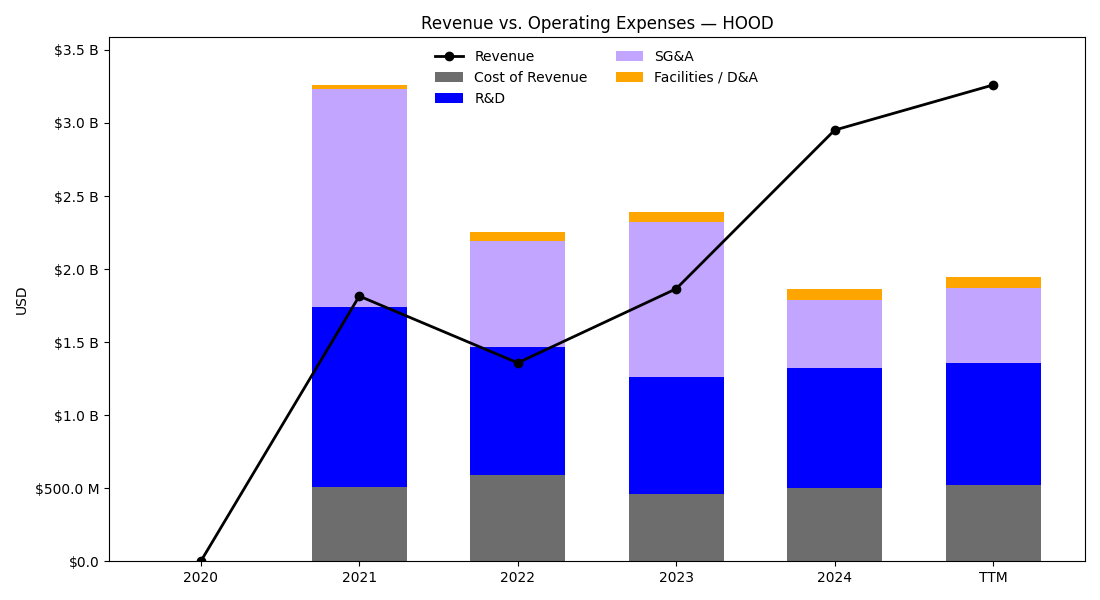 Revenue vs. Operating Expenses — HOOD
Revenue
Cost of Revenue
R&D
SG&A
Facilities / D&A
$3.5 B
$3.0 B
$2.5 B
$2.0 B
$1.5 B
$1.0 B
$500.0 M
$0.0
USD
2020 2021 2022 2023 2024 TTM